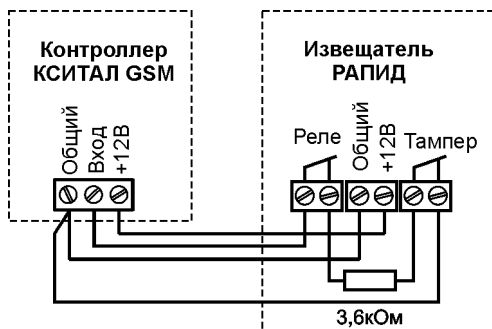 Контроллер
КСИТАЛ GSM
Извещатель
РАПИД
Общий
Вход
+12В
Реле
Общий
+12В
Тампер
3,6кОм